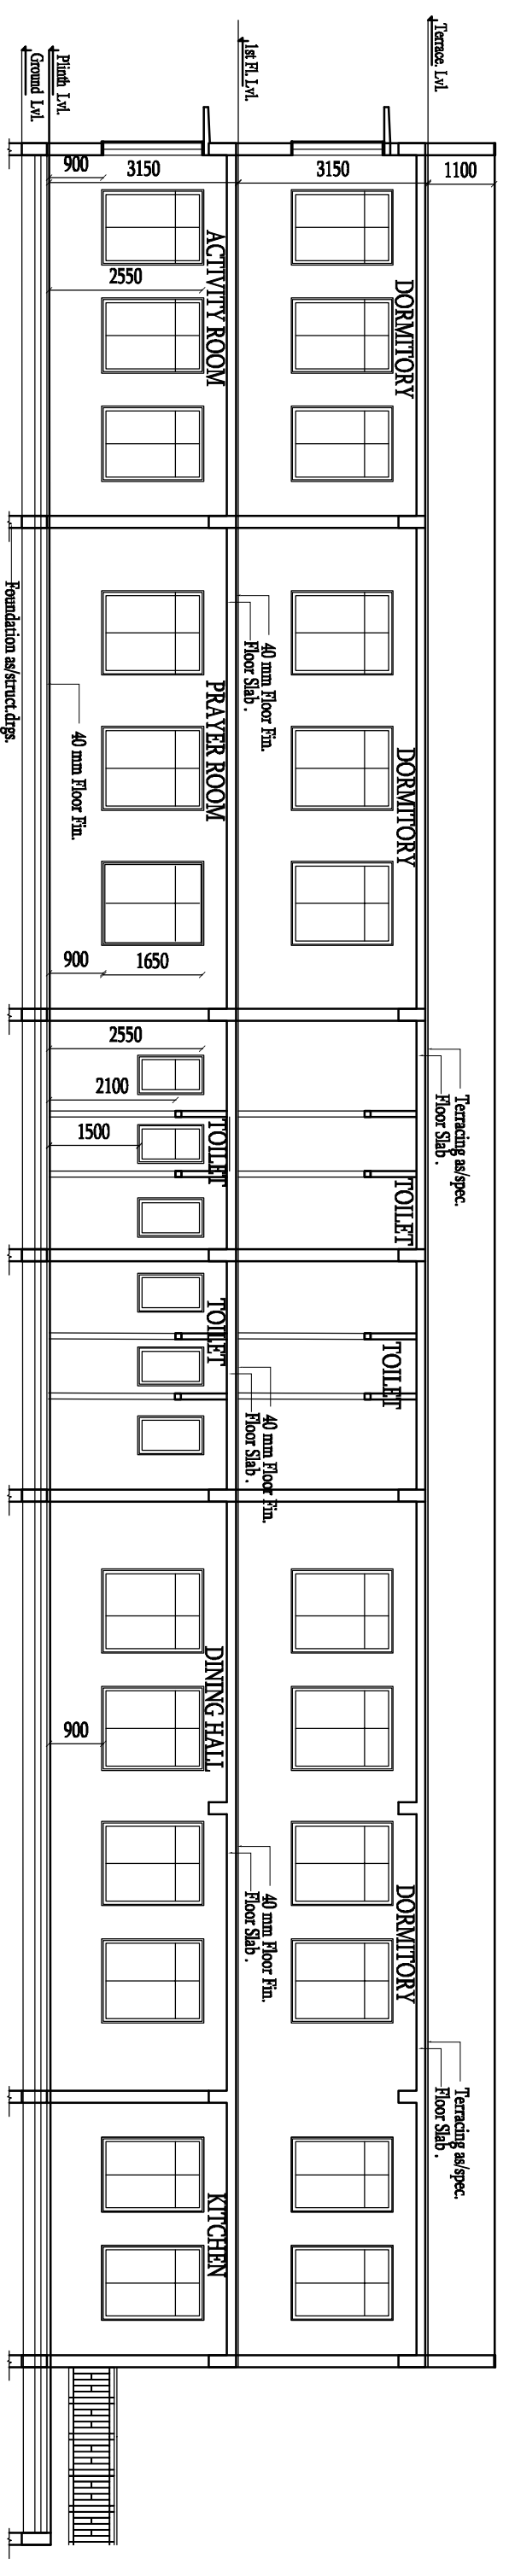 Terrace. Lvl.
1100
Terracing as/spec.
Floor Slab .
Terracing as/spec.
Floor Slab .
DORMITORY
DORMITORY
TOILET
TOILET
DORMITORY
3150
1st Fl. Lvl.
40 mm Floor Fin.
Floor Slab .
40 mm Floor Fin.
Floor Slab .
40 mm Floor Fin.
Floor Slab .
ACTIVITY ROOM
PRAYER ROOM
TOILET
TOILET
DINING HALL
KITCHEN
3150
2550
900
1650
900
2550
2100
1500
900
40 mm Floor Fin.
Plinth Lvl.
Ground Lvl.
Foundation as/struct.drgs.